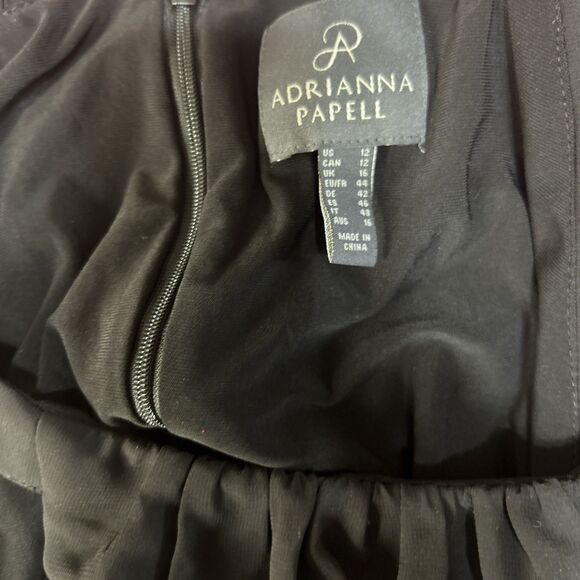 ADRIANNA
PAPELL
US 12
CAN 12
UK 16
EU/FR 44
DE 42
ES 46
IT 48
AUS 16
MADE IN
CHINA